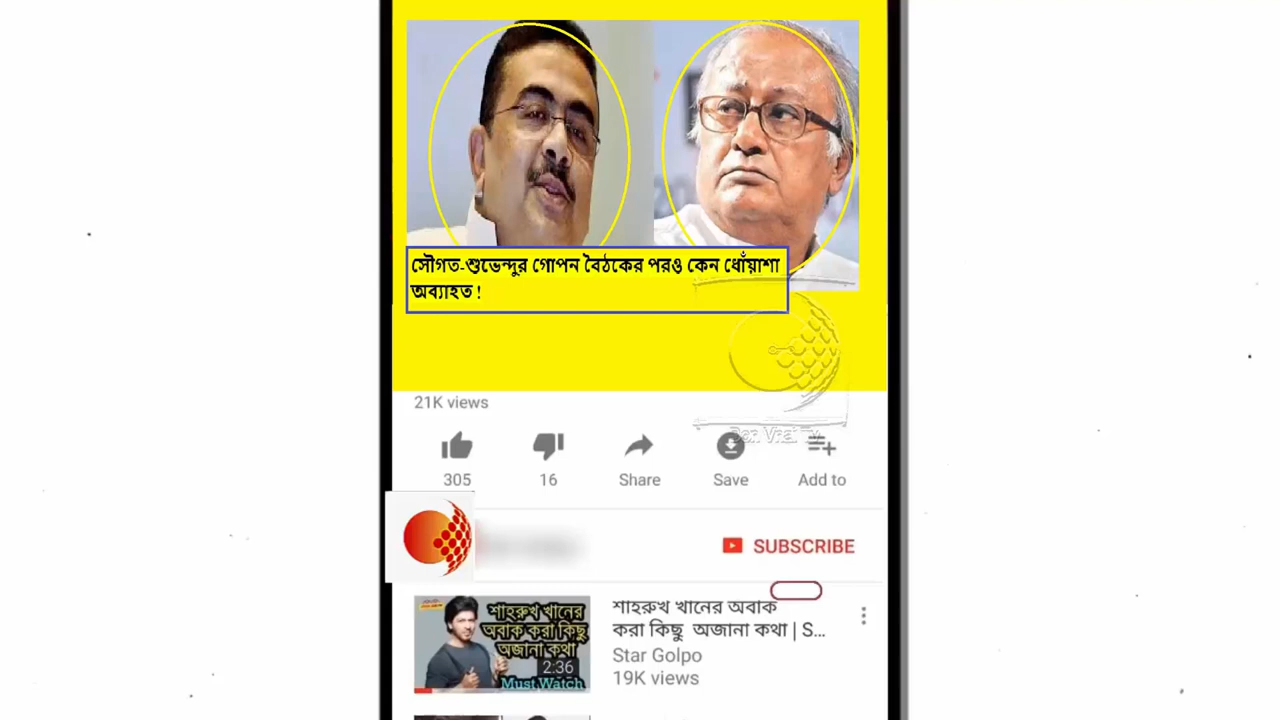 সৌগত-শুভেন্দুর গোপন বৈঠকের পরও কেন ধোঁয়াশা
অব্যাহত !
21K views
305
16
Share
Save
Add to
SUBSCRIBE
শাহরুখ খানের
অবাক করা কিছু
অজানা কথা
2:36
Must Watch
শাহরুখ খানের অবাক
করা কিছু অজানা কথা | S...
Star Golpo
19K views